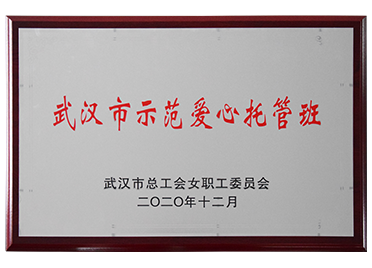 武汉市示范爱心托管班
武汉市总工会女职工委员会
二〇二〇年十二月